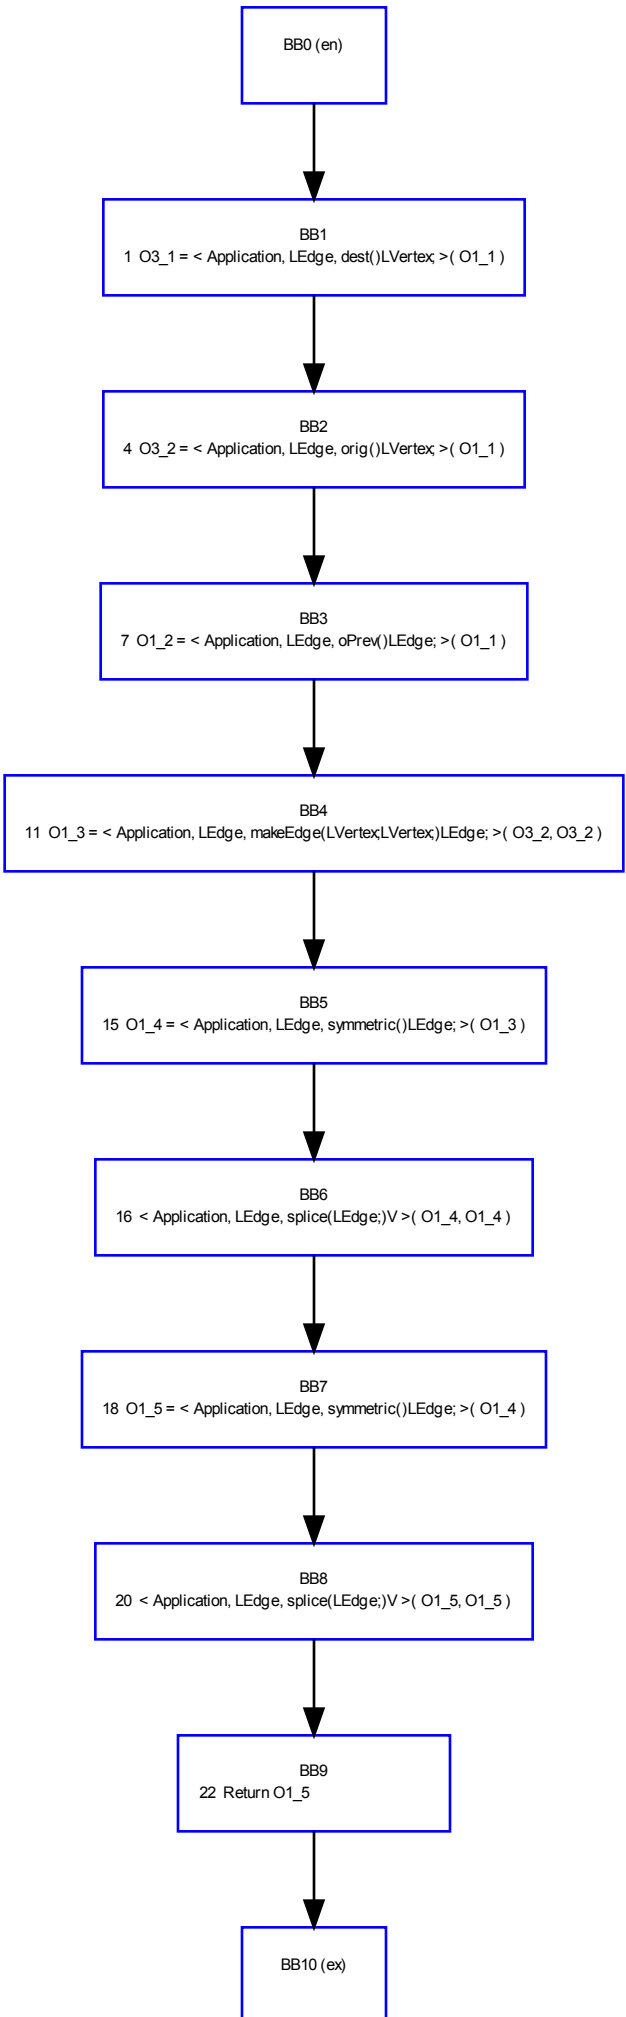 BB0 (en)
BB1
1 O3_1 = < Application, LEdge, dest()LVertex; >( O1_1 )
BB2
4 O3_2 = < Application, LEdge, orig()LVertex; >( O1_1 )
BB3
7 O1_2 = < Application, LEdge, oPrev()LEdge; >( O1_1 )
BB4
11 O1_3 = < Application, LEdge, makeEdge(LVertex;LVertex;)LEdge; >( O3_2, O3_2 )
BB5
15 O1_4 = < Application, LEdge, symmetric()LEdge; >( O1_3 )
BB6
16 < Application, LEdge, splice(LEdge;)V >( O1_4, O1_4 )
BB7
18 O1_5 = < Application, LEdge, symmetric()LEdge; >( O1_4 )
BB8
20 < Application, LEdge, splice(LEdge;)V >( O1_5, O1_5 )
BB9
22 Return O1_5
BB10 (ex)